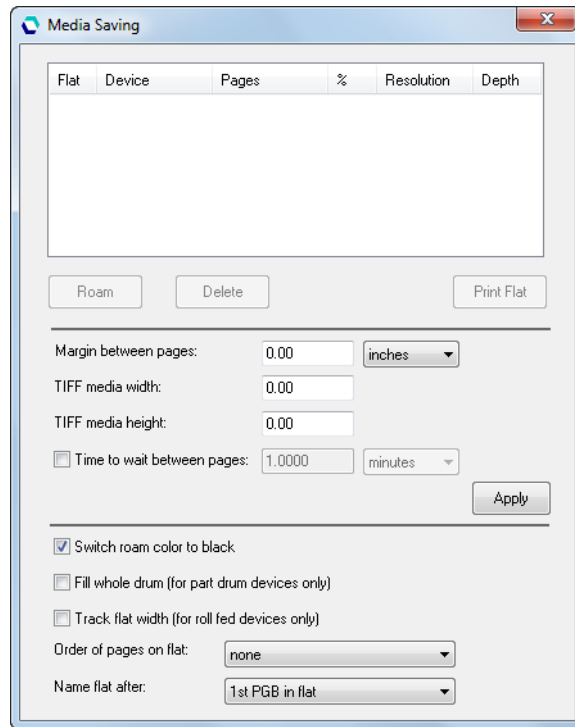 Media Saving
X
Flat Device Pages % Resolution Depth
Roam Delete Print Flat
Margin between pages: 0.00 inches
TIFF media width: 0.00
TIFF media height: 0.00
Time to wait between pages: 1.0000 minutes
Apply
Switch roam color to black
Fill whole drum (for part drum devices only)
Track flat width (for roll fed devices only)
Order of pages on flat: none
Name flat after: 1st PGB in flat